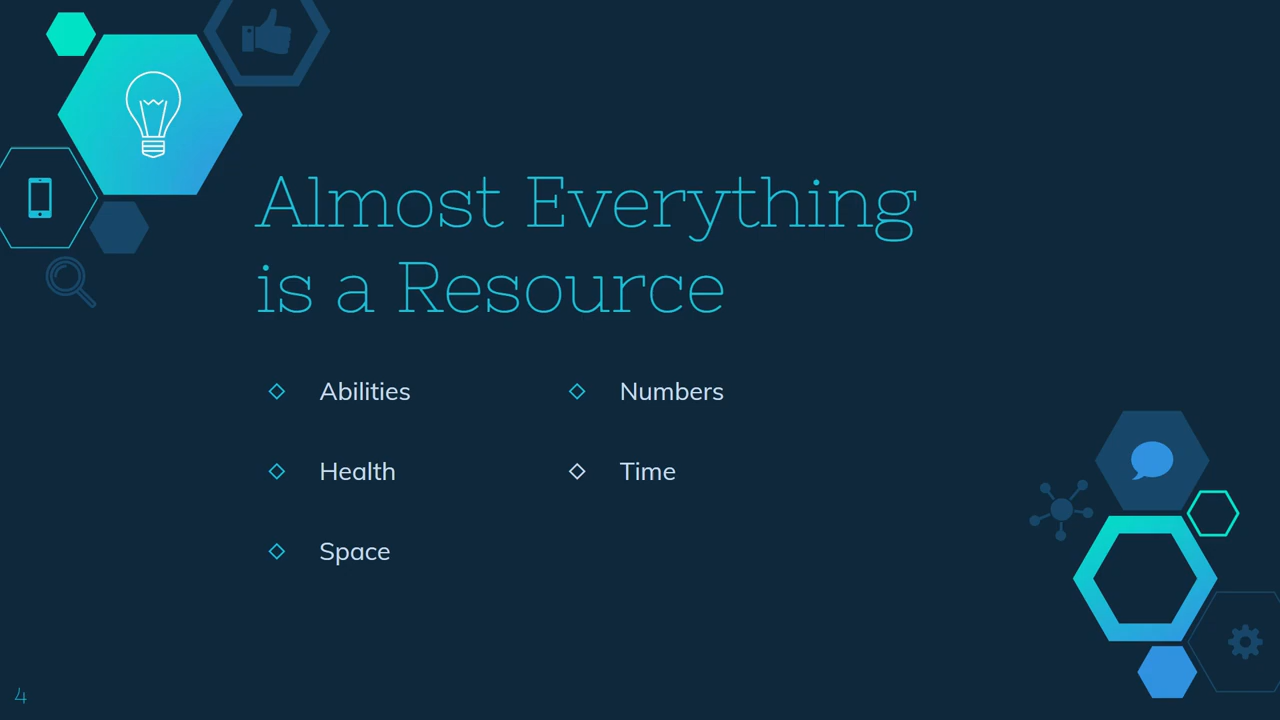 Almost Everything
is a Resource
Abilities
Health
Space
Numbers
Time
4